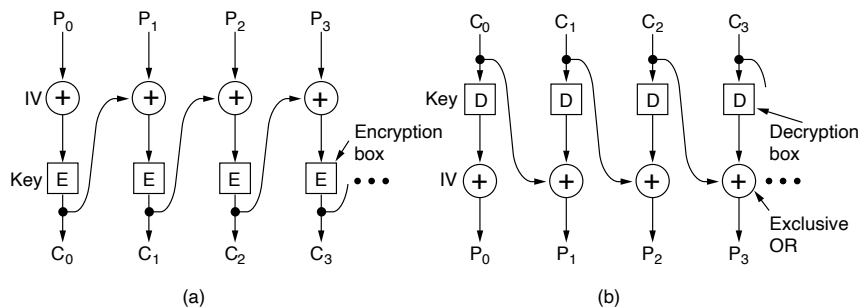 P0 P1 P2 P3
IV + + + +
Encryption
box
Key E E E E
C0 C1 C2 C3
(a)
C0 C1 C2 C3
Key D D D D
Decryption
box
IV + + + +
Exclusive
OR
P0 P1 P2 P3
(b)